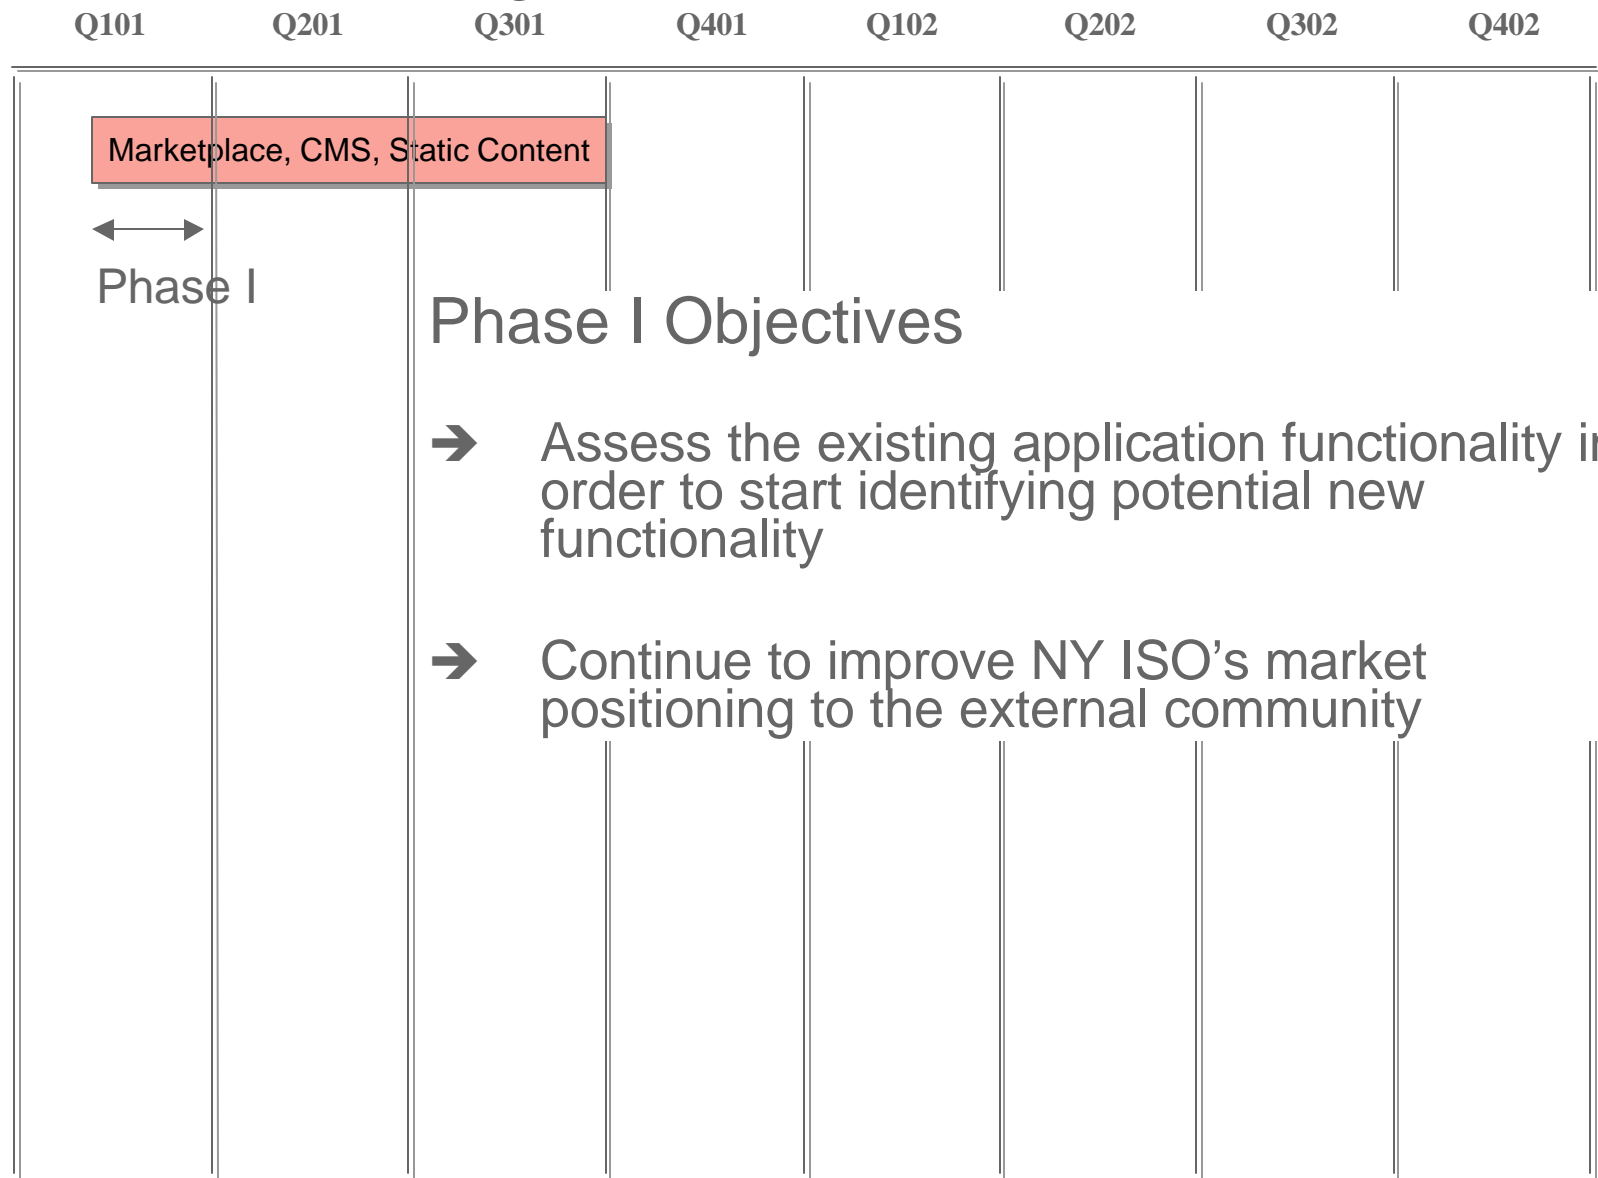 Q101 Q201 Q301 Q401 Q102 Q202 Q302 Q402
Marketplace, CMS, Static Content
Phase I
Phase I Objectives
➔ Assess the existing application functionality in
order to start identifying potential new
functionality
➔ Continue to improve NY ISO’s market
positioning to the external community